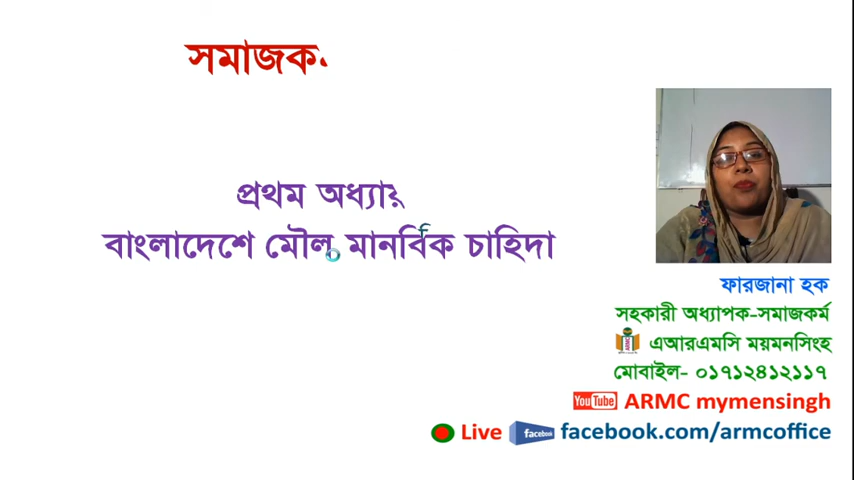 সমাজক
প্রথম অধ্যায়
বাংলাদেশে মৌল মানবিক চাহিদা
ফারজানা হক
সহকারী অধ্যাপক-সমাজকর্ম
এআরএমসি ময়মনসিংহ
মোবাইল- ০১৭১২৪১২১১৭
YouTube ARMC mymensingh
Live facebook facebook.com/armcoffice